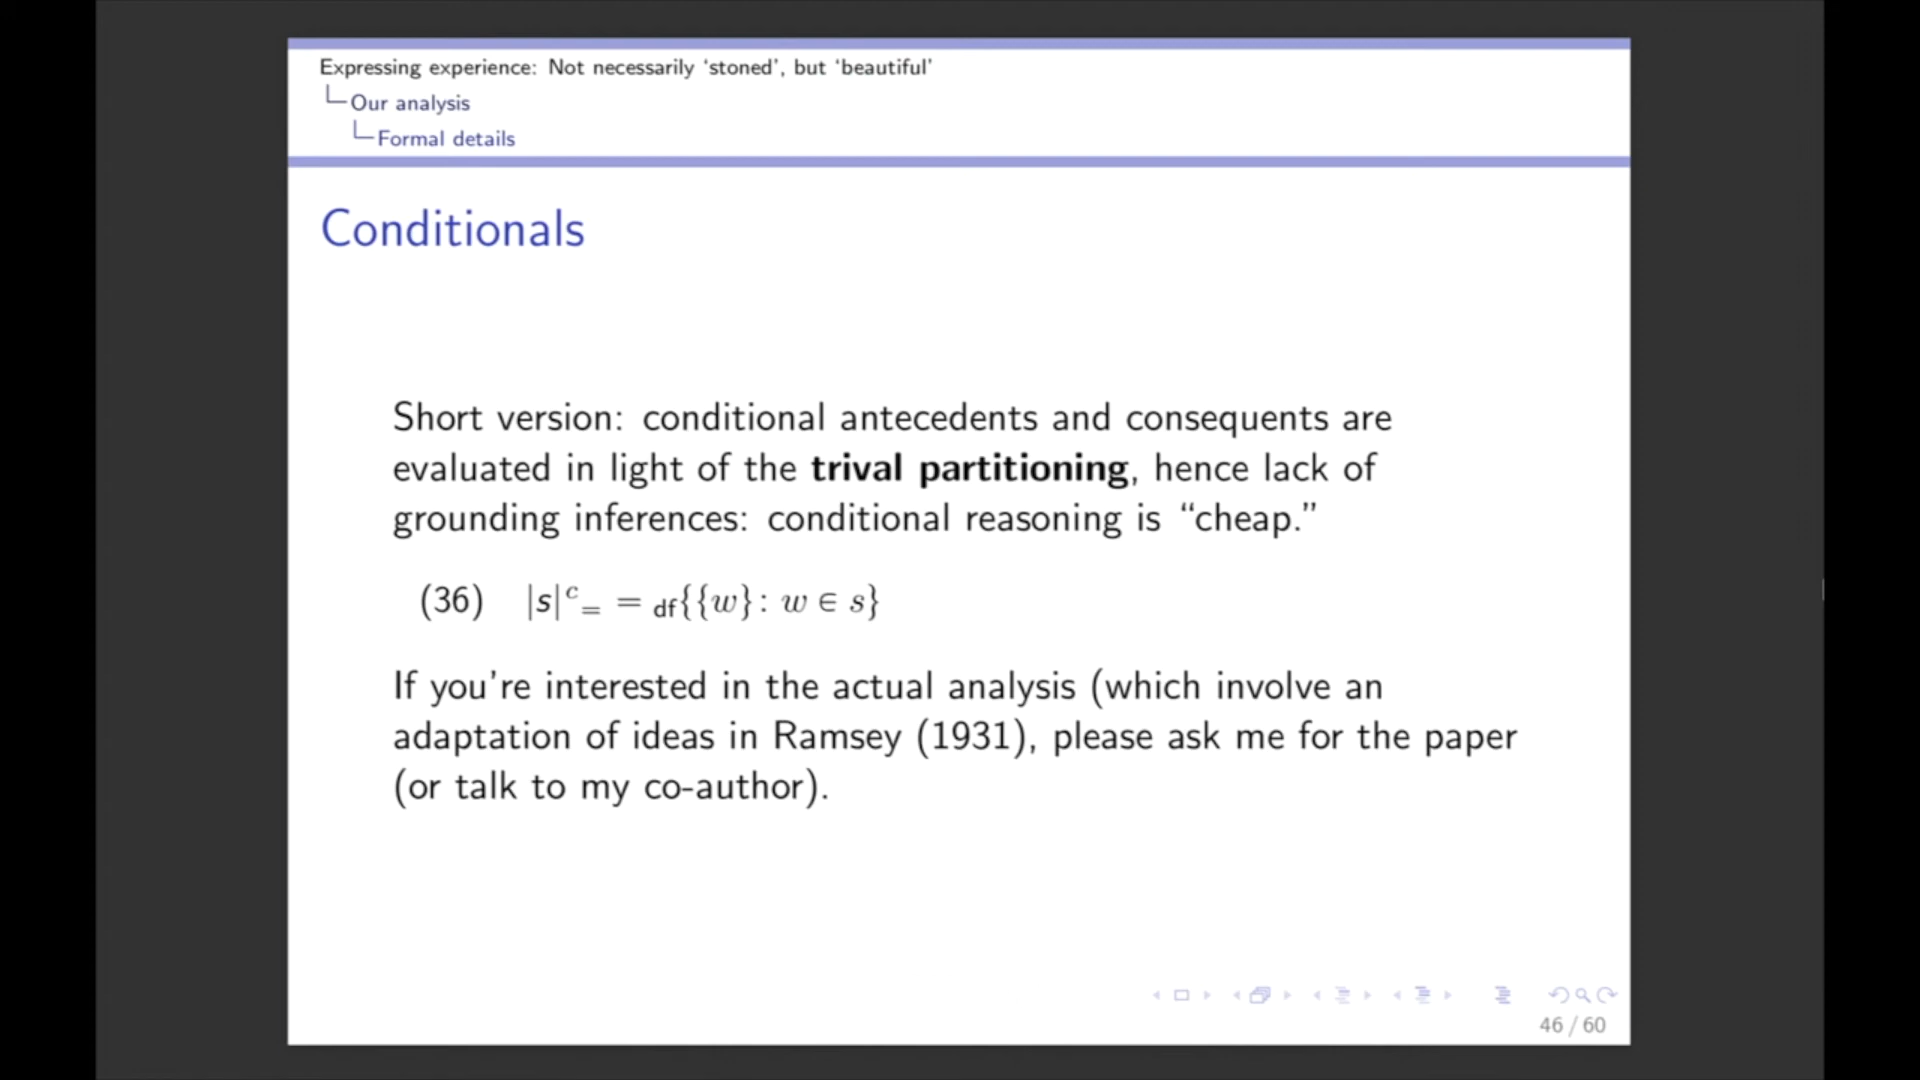 Expressing experience: Not necessarily ‘stoned’, but ‘beautiful’
Our analysis
Formal details
Conditionals
Short version: conditional antecedents and consequents are
evaluated in light of the trival partitioning, hence lack of
grounding inferences: conditional reasoning is “cheap.”
(36) |s|ᶜ₌ = df{{w}: w ∈ s}
If you’re interested in the actual analysis (which involve an
adaptation of ideas in Ramsey (1931), please ask me for the paper
(or talk to my co-author).
46 / 60